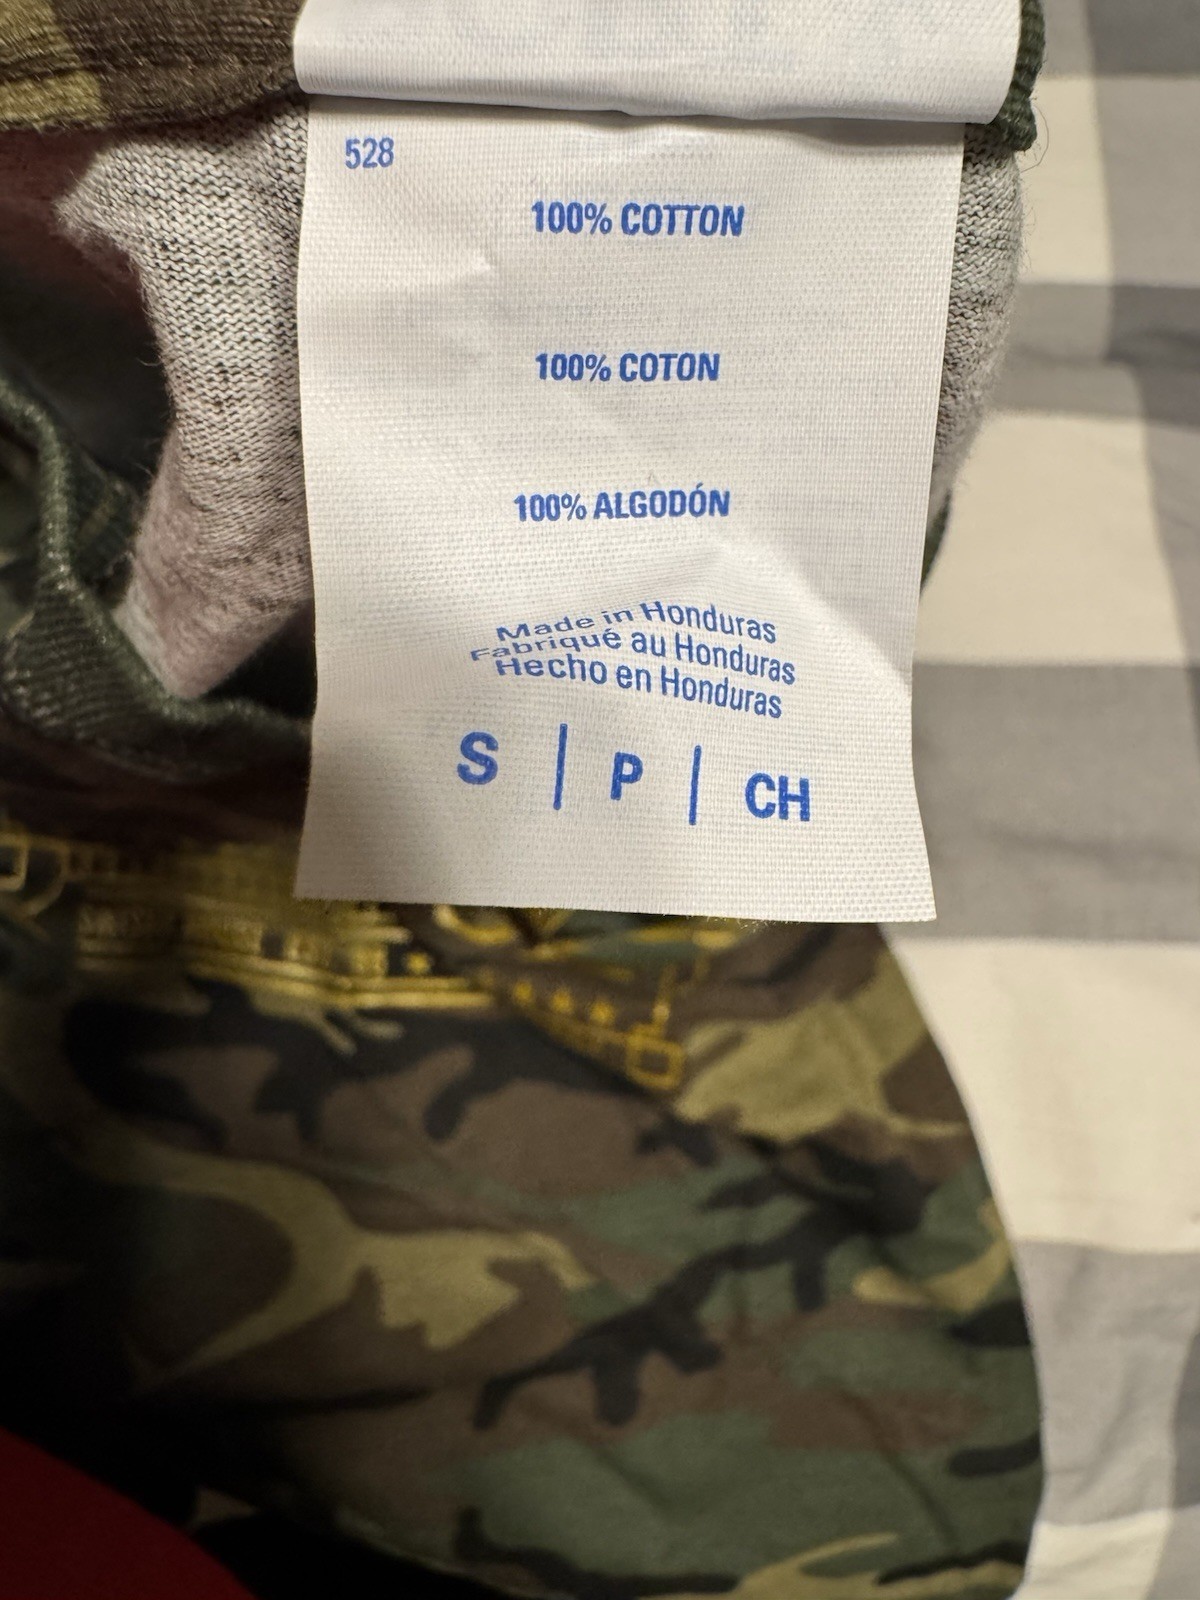 528
100% COTTON
100% COTON
100% ALGODÓN
Made in Honduras
Fabriqué au Honduras
Hecho en Honduras
S | P | CH